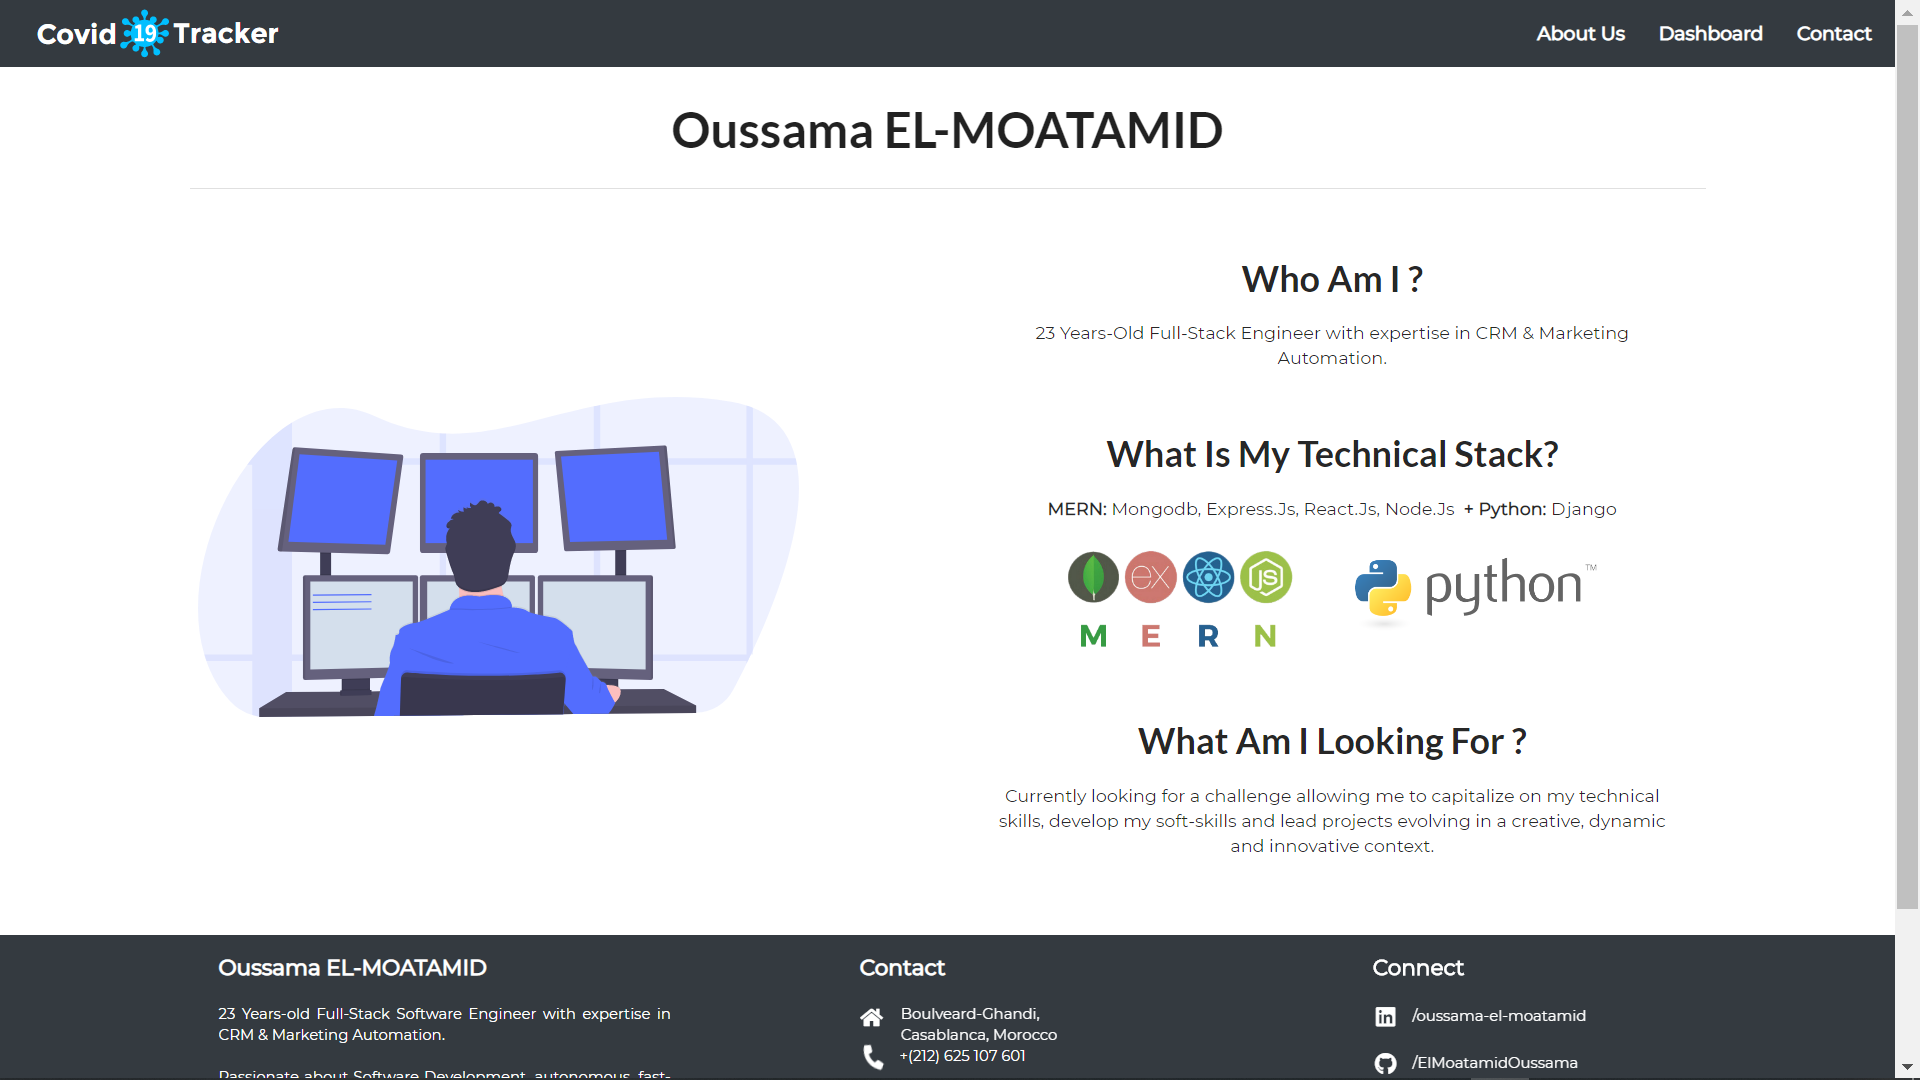 Covid 19 Tracker
About Us
Dashboard
Contact
Oussama EL-MOATAMID
Who Am I ?
23 Years-Old Full-Stack Engineer with expertise in CRM & Marketing
Automation.
What Is My Technical Stack?
MERN: Mongodb, Express.Js, React.Js, Node.Js + Python: Django
ex
JS
M E R N
python™
What Am I Looking For ?
Currently looking for a challenge allowing me to capitalize on my technical
skills, develop my soft-skills and lead projects evolving in a creative, dynamic
and innovative context.
Oussama EL-MOATAMID
23 Years-old Full-Stack Software Engineer with expertise in
CRM & Marketing Automation.
Passionate about Software Development, autonomous, fast-
Contact
Boulveard-Ghandi,
Casablanca, Morocco
+(212) 625 107 601
Connect
in
/oussama-el-moatamid
/ElMoatamidOussama